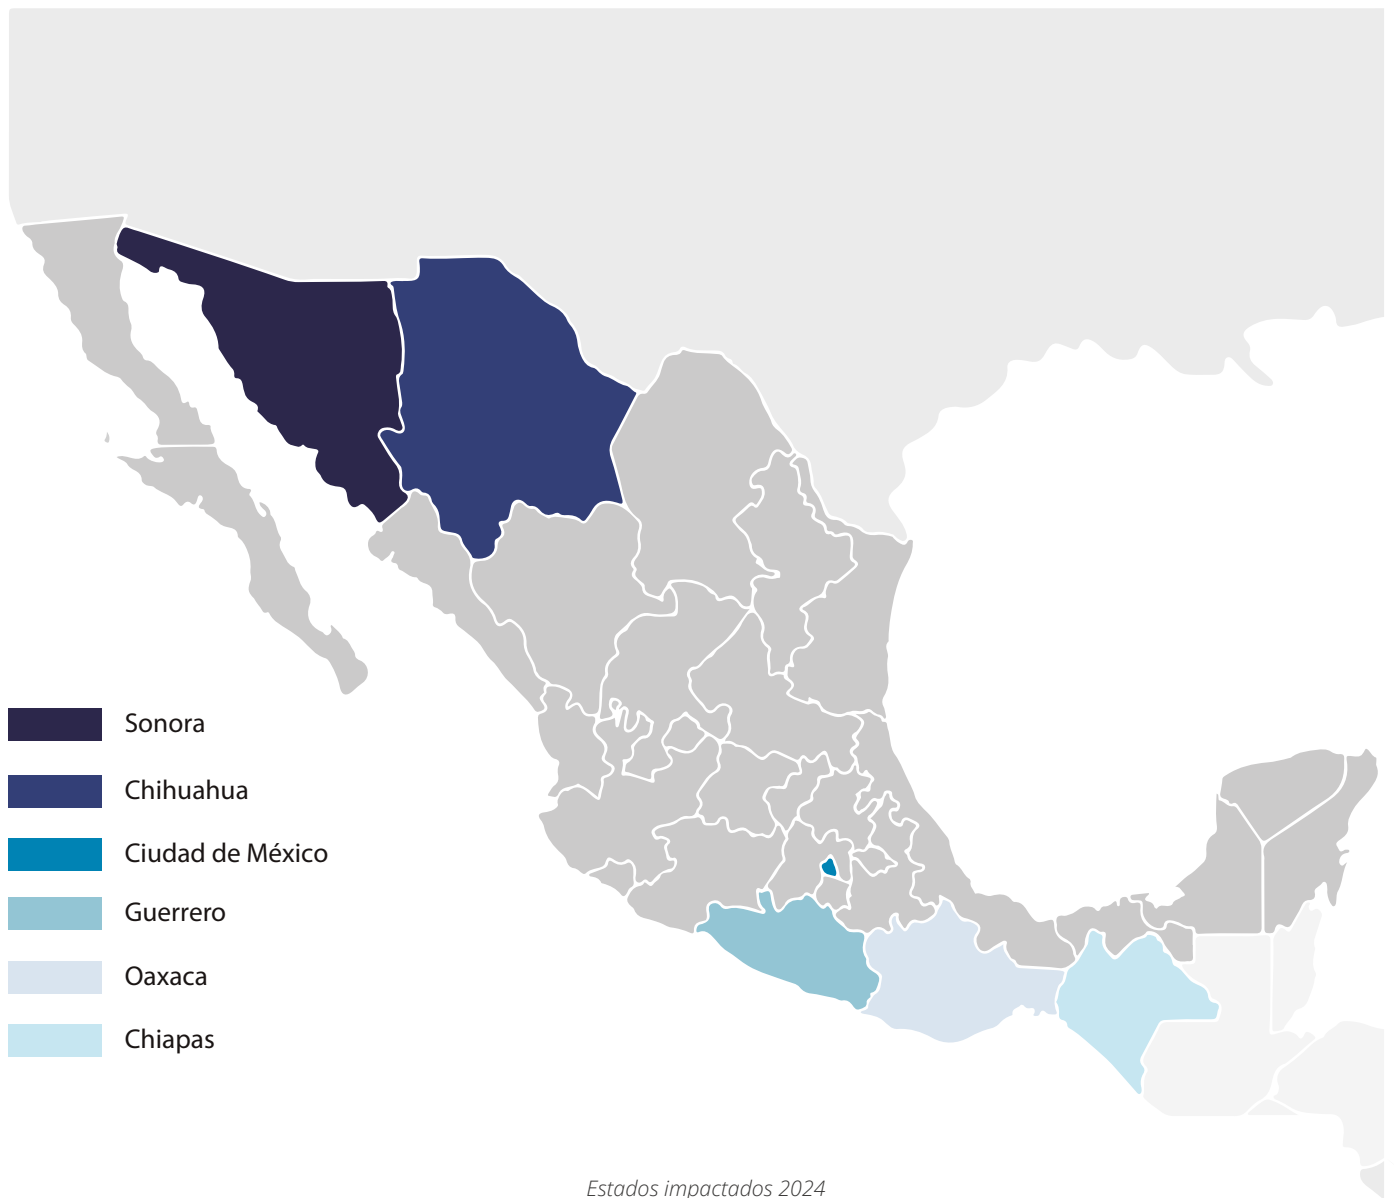 Sonora
Chihuahua
Ciudad de México
Guerrero
Oaxaca
Chiapas
Estados impactados 2024